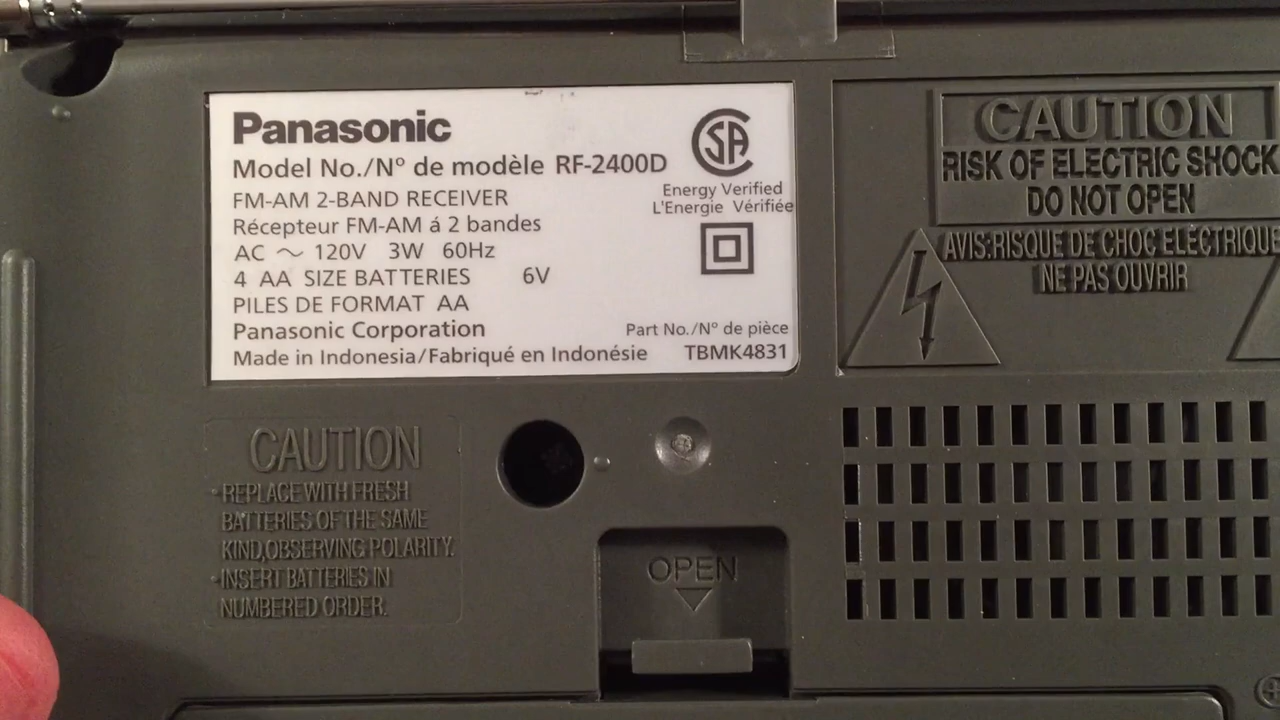 Panasonic
Model No./N° de modèle RF-2400D
FM-AM 2-BAND RECEIVER
Récepteur FM-AM á 2 bandes
AC ~ 120V 3W 60Hz
4 AA SIZE BATTERIES 6V
PILES DE FORMAT AA
Panasonic Corporation
Made in Indonesia/Fabriqué en Indonésie
SA
Energy Verified
L'Energie Vérifiée
Part No./N° de pièce
TBMK4831
CAUTION
RISK OF ELECTRIC SHOCK
DO NOT OPEN
AVIS:RISQUE DE CHOC ELECTRIQUE
NE PAS OUVRIR
CAUTION
·REPLACE WITH FRESH
BATTERIES OF THE SAME
KIND,OBSERVING POLARITY.
·INSERT BATTERIES IN
NUMBERED ORDER.
OPEN